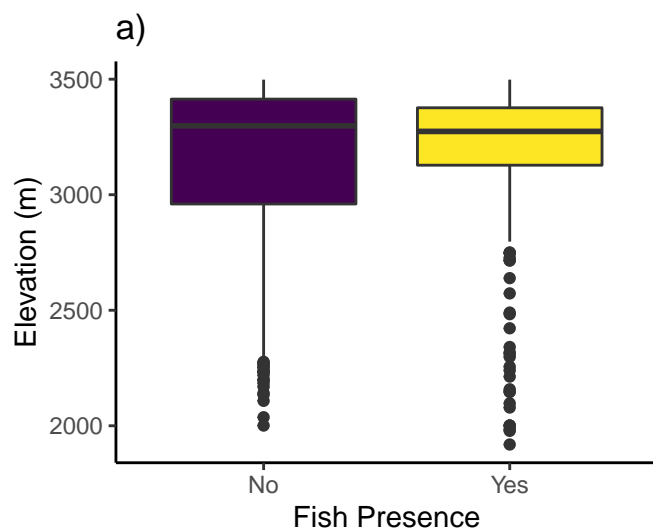 a)
3500
3000
2500
2000
Elevation (m)
No Yes
Fish Presence